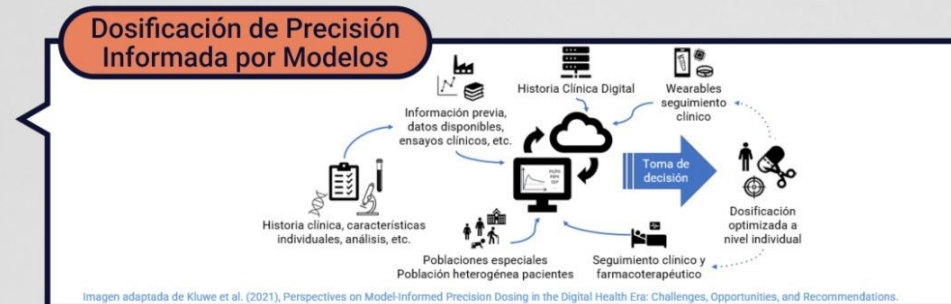 Dosificación de Precisión
Informada por Modelos
Historia Clínica Digital
Wearables
seguimiento
clínico
Información previa,
datos disponibles,
ensayos clínicos, etc.
Toma de
decisión
Historia clínica, características
individuales, análisis, etc.
Dosificación
optimizada a
nivel individual
Poblaciones especiales
Población heterogénea pacientes
Seguimiento clínico y
farmacoterapéutico
Imagen adaptada de Kluwe et al. (2021), Perspectives on Model-Informed Precision Dosing in the Digital Health Era: Challenges, Opportunities, and Recommendations.